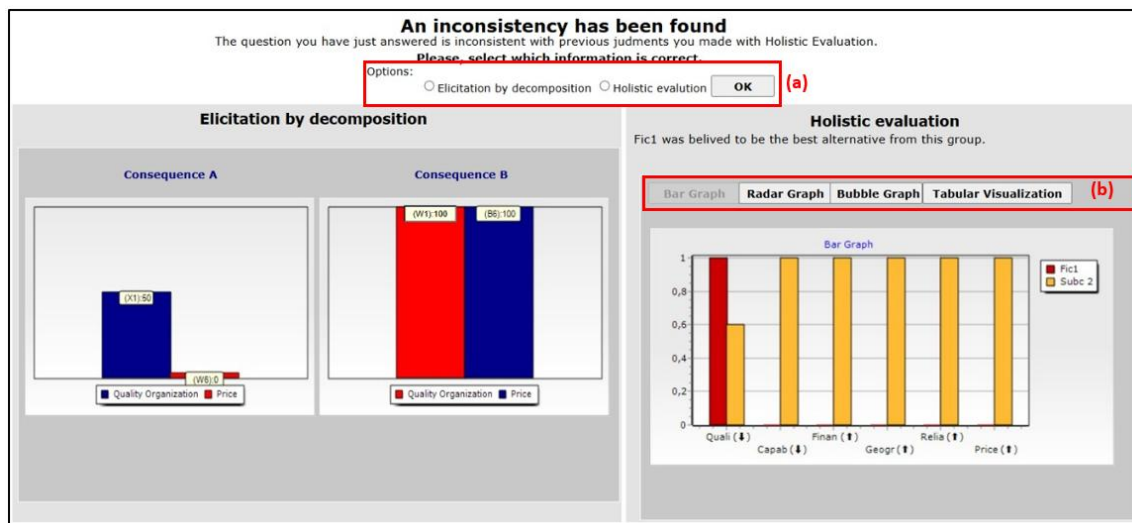 An inconsistency has been found
The question you have just answered is inconsistent with previous judgments you made with Holistic Evaluation.
Please, select which information is correct.
Options:
Elicitation by decomposition Holistic evalution OK (a)
Elicitation by decomposition
Consequence A Consequence B
(X1):50
(W6):0
Quality Organization Price
(W1):100 (B6):100
Quality Organization Price
Holistic evaluation
Fic1 was belived to be the best alternative from this group.
Bar Graph Radar Graph Bubble Graph Tabular Visualization (b)
Bar Graph
1
0,8
0,6
0,4
0,2
0
Quali (⬇) Finan (⬆) Relia (⬆)
Capab (⬇) Geogr (⬆) Price (⬆)
Fic1
Subc 2